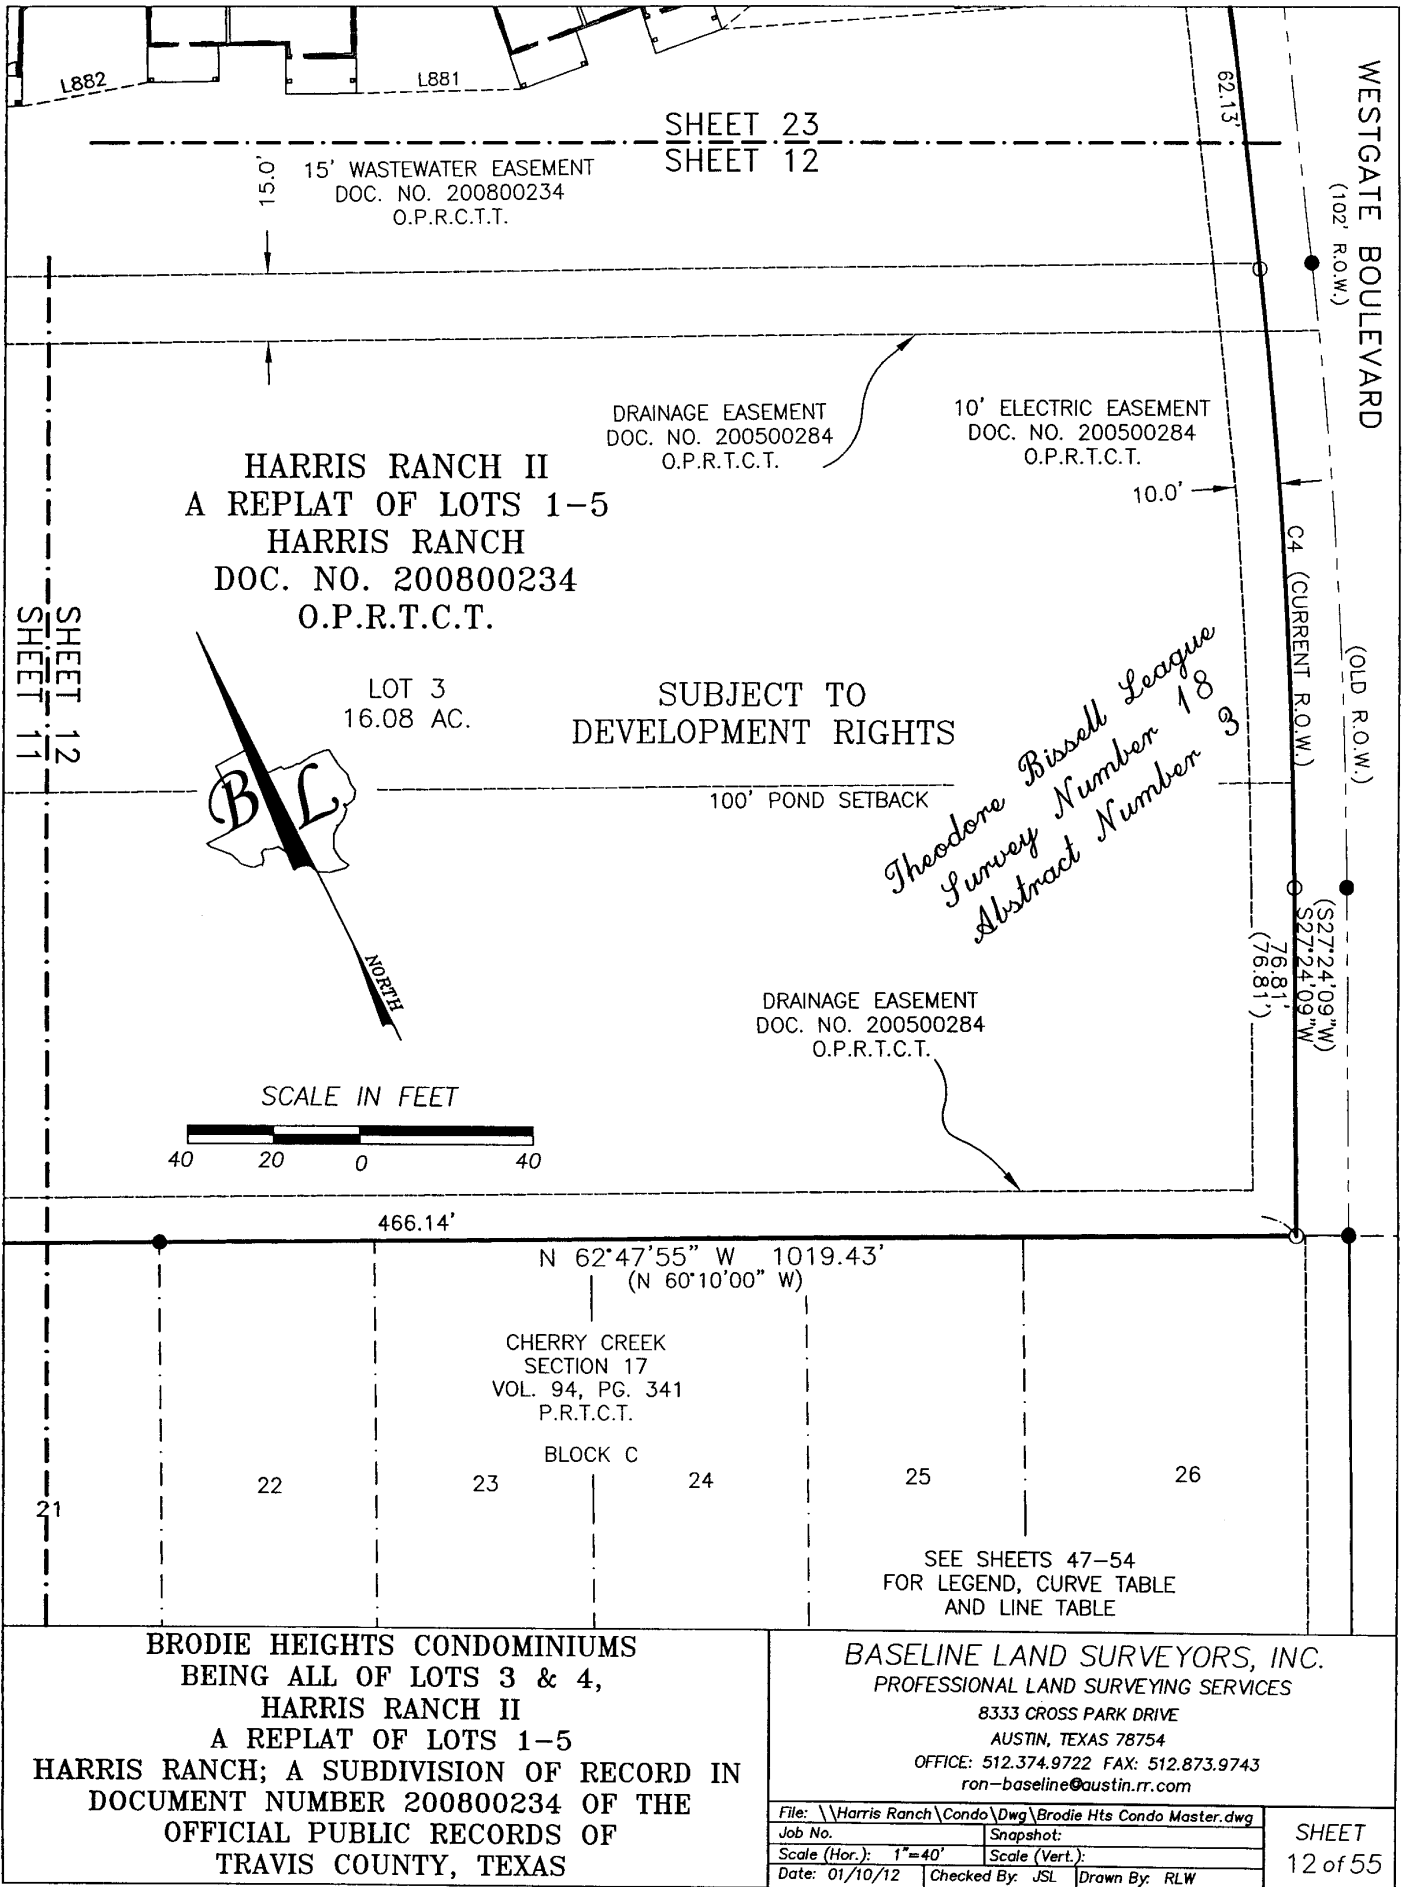 L882
L881
62.13'
WESTGATE BOULEVARD
(102' R.O.W.)
SHEET 23
SHEET 12
15.0'
15' WASTEWATER EASEMENT
DOC. NO. 200800234
O.P.R.C.T.T.
DRAINAGE EASEMENT
DOC. NO. 200500284
O.P.R.T.C.T.
10' ELECTRIC EASEMENT
DOC. NO. 200500284
O.P.R.T.C.T.
10.0'
HARRIS RANCH II
A REPLAT OF LOTS 1-5
HARRIS RANCH
DOC. NO. 200800234
O.P.R.T.C.T.
C4 (CURRENT R.O.W.)
(OLD R.O.W.)
SHEET 12
SHEET 11
LOT 3
16.08 AC.
SUBJECT TO
DEVELOPMENT RIGHTS
Theodore Bissell League
Survey Number 18
Abstract Number 3
B L
100' POND SETBACK
NORTH
(S27°24'09"W)
S27°24'09"W
76.81'
(76.81')
DRAINAGE EASEMENT
DOC. NO. 200500284
O.P.R.T.C.T.
SCALE IN FEET
40 20 0 40
466.14'
N 62°47'55" W 1019.43'
(N 60°10'00" W)
CHERRY CREEK
SECTION 17
VOL. 94, PG. 341
P.R.T.C.T.
BLOCK C
21
22
23
24
25
26
SEE SHEETS 47-54
FOR LEGEND, CURVE TABLE
AND LINE TABLE
BRODIE HEIGHTS CONDOMINIUMS
BEING ALL OF LOTS 3 & 4,
HARRIS RANCH II
A REPLAT OF LOTS 1-5
HARRIS RANCH; A SUBDIVISION OF RECORD IN
DOCUMENT NUMBER 200800234 OF THE
OFFICIAL PUBLIC RECORDS OF
TRAVIS COUNTY, TEXAS
BASELINE LAND SURVEYORS, INC.
PROFESSIONAL LAND SURVEYING SERVICES
8333 CROSS PARK DRIVE
AUSTIN, TEXAS 78754
OFFICE: 512.374.9722 FAX: 512.873.9743
ron-baseline@austin.rr.com
File: \\Harris Ranch\Condo\Dwg\Brodie Hts Condo Master.dwg
Job No. Snapshot:
Scale (Hor.): 1"=40' Scale (Vert.):
Date: 01/10/12 Checked By: JSL Drawn By: RLW
SHEET
12 of 55